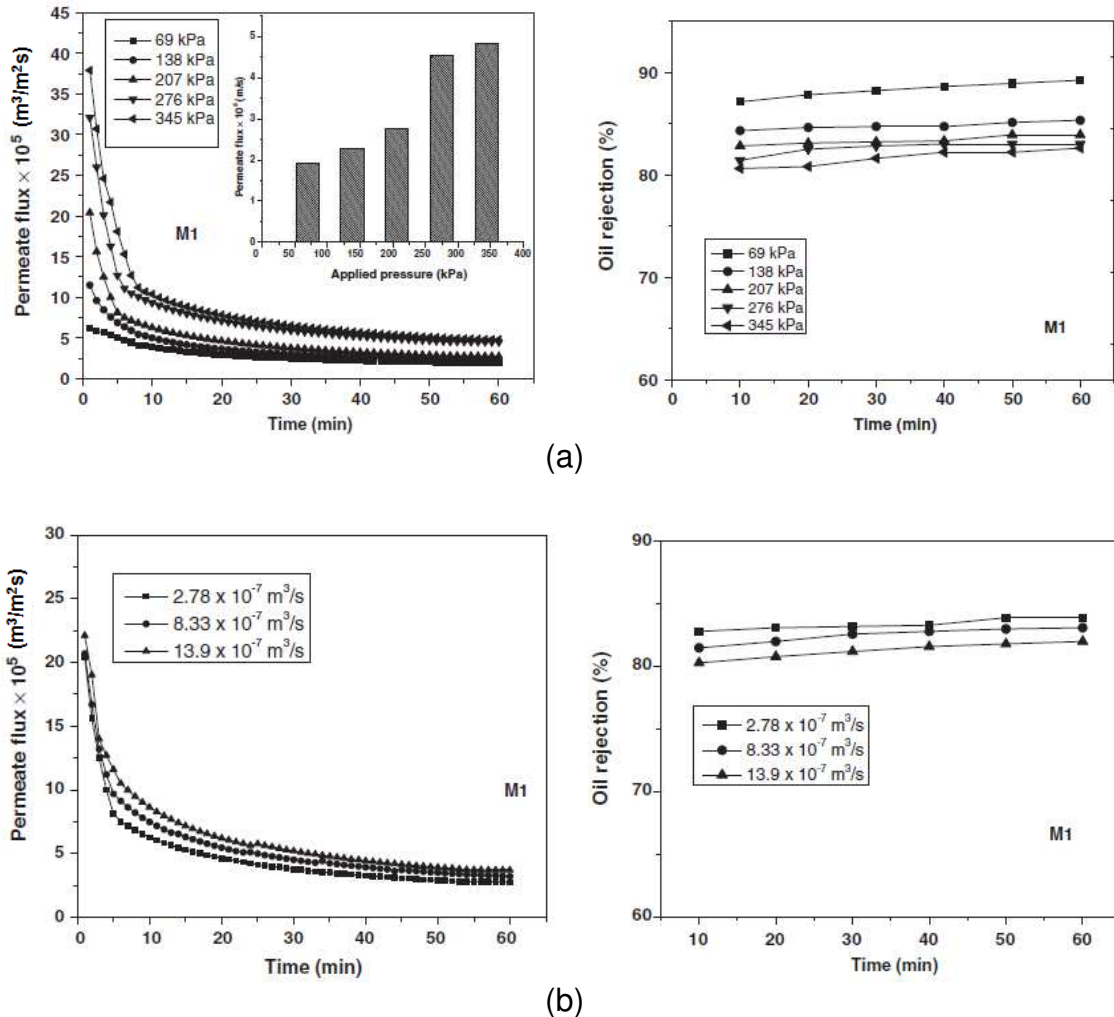 45
40
35
30
25
20
15
10
5
0
Permeate flux × 10⁵ (m³/m²s)
69 kPa
138 kPa
207 kPa
276 kPa
345 kPa
M1
0 10 20 30 40 50 60
Time (min)
5
4
3
2
1
0
0 50 100 150 200 250 300 350 400
Applied pressure (kPa)
90
80
70
60
Oil rejection (%)
69 kPa
138 kPa
207 kPa
276 kPa
345 kPa
M1
0 10 20 30 40 50 60
Time (min)
(a)
30
25
20
15
10
5
0
Permeate flux × 10⁵ (m³/m²s)
2.78 x 10⁻⁷ m³/s
8.33 x 10⁻⁷ m³/s
13.9 x 10⁻⁷ m³/s
M1
0 10 20 30 40 50 60
Time (min)
90
80
70
60
Oil rejection (%)
2.78 x 10⁻⁷ m³/s
8.33 x 10⁻⁷ m³/s
13.9 x 10⁻⁷ m³/s
M1
10 20 30 40 50 60
Time (min)
(b)